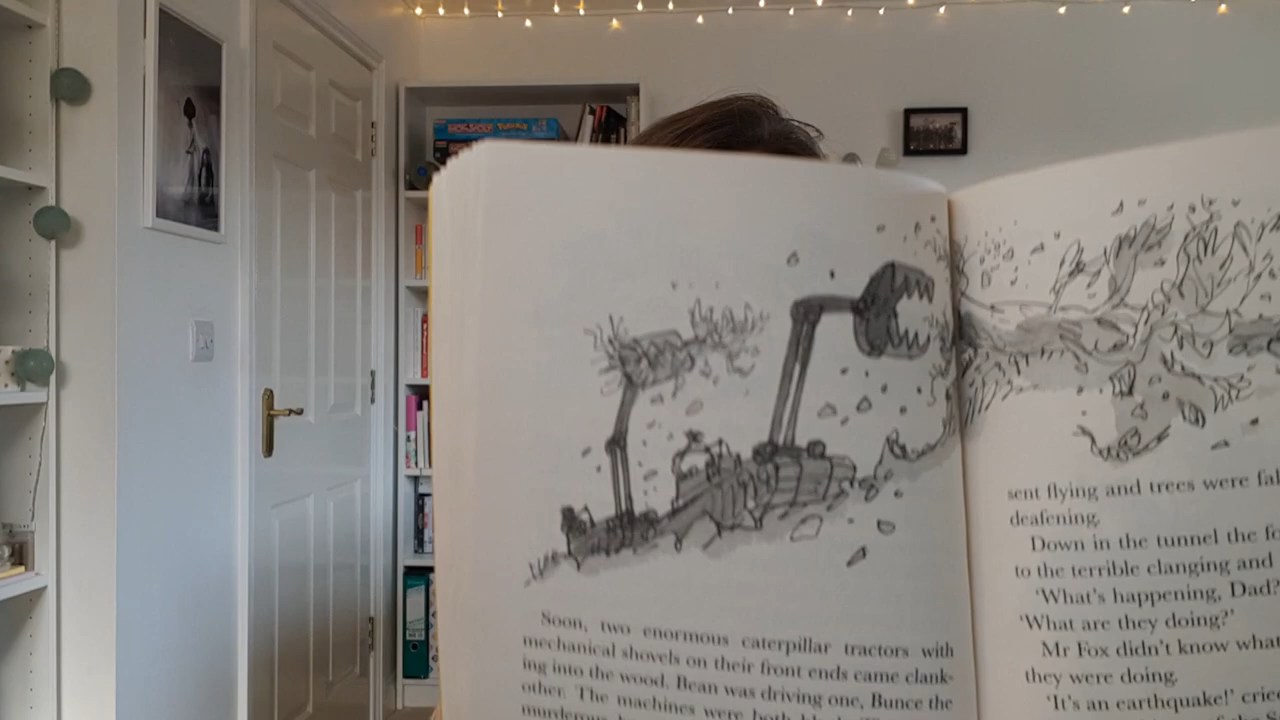 MONOPOLY POKÉMON
Soon, two enormous caterpillar tractors with
mechanical shovels on their front ends came clank-
ing into the wood. Bean was driving one, Bunce the
other. The machines were both
murderous
sent flying and trees were
deafening.
Down in the tunnel the
to the terrible clanging and
'What's happening, Dad?
'What are they doing?'
Mr Fox didn't know what
they were doing.
'It's an earthquake!'